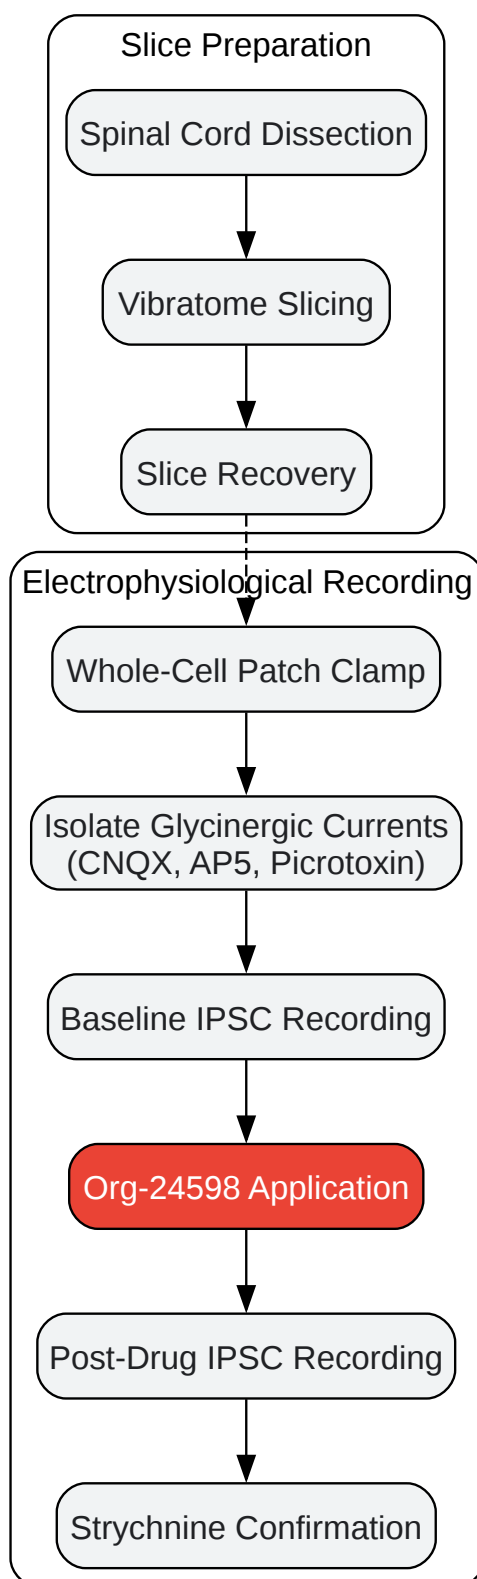 Slice Preparation
Spinal Cord Dissection
Vibratome Slicing
Slice Recovery
Electrophysiological Recording
Whole-Cell Patch Clamp
Isolate Glycinergic Currents
(CNQX, AP5, Picrotoxin)
Baseline IPSC Recording
Org-24598 Application
Post-Drug IPSC Recording
Strychnine Confirmation